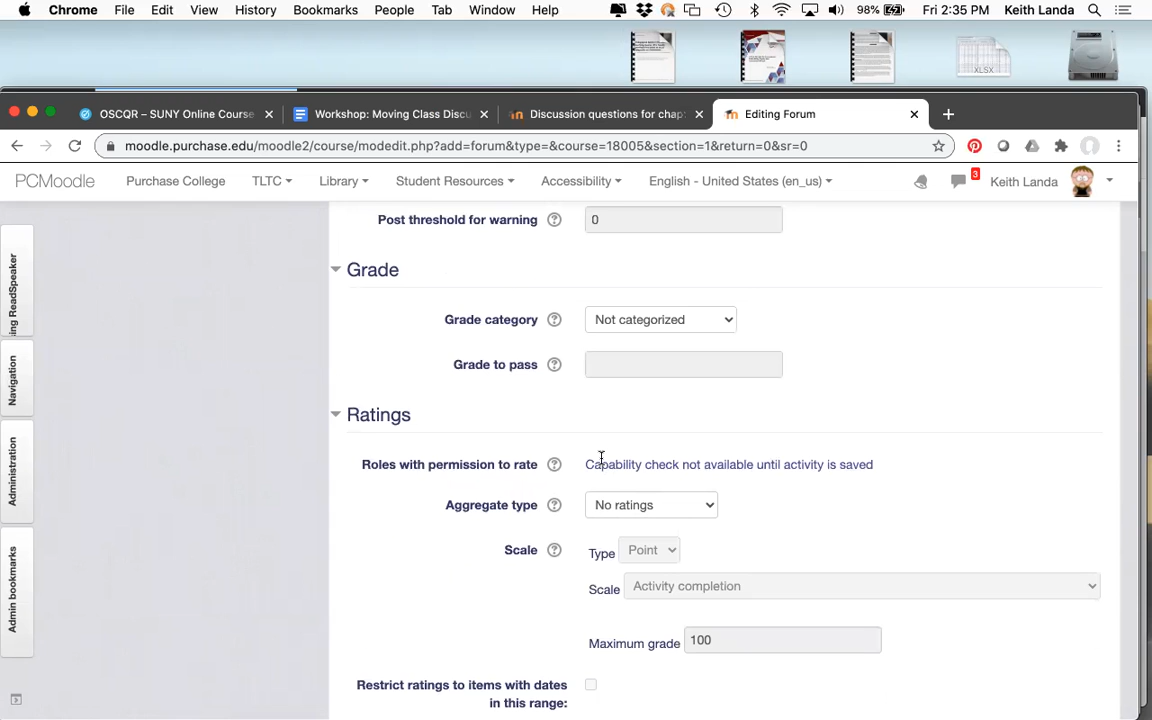 Chrome File Edit View History Bookmarks People Tab Window Help 98% Fri 2:35 PM Keith Landa
XLSX
OSCQR – SUNY Online Course Workshop: Moving Class Discu Discussion questions for chap Editing Forum
moodle.purchase.edu/moodle2/course/modedit.php?add=forum&type=&course=18005&section=1&return=0&sr=0
PCMoodle Purchase College TLTC Library Student Resources Accessibility English - United States (en_us) 3 Keith Landa
Post threshold for warning 0
ing ReadSpeaker
Grade
Grade category Not categorized
Navigation
Grade to pass
Ratings
Administration
Roles with permission to rate Capability check not available until activity is saved
Aggregate type No ratings
Admin bookmarks
Scale Type Point
Scale Activity completion
Maximum grade 100
Restrict ratings to items with dates
in this range: